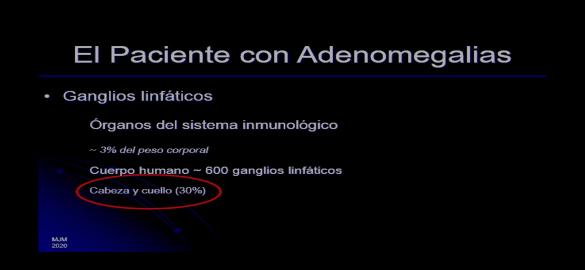 El Paciente con Adenomegalias
• Ganglios linfáticos
Órganos del sistema inmunológico
~ 3% del peso corporal
Cuerpo humano ~ 600 ganglios linfáticos
Cabeza y cuello (30%)
MJM
2020